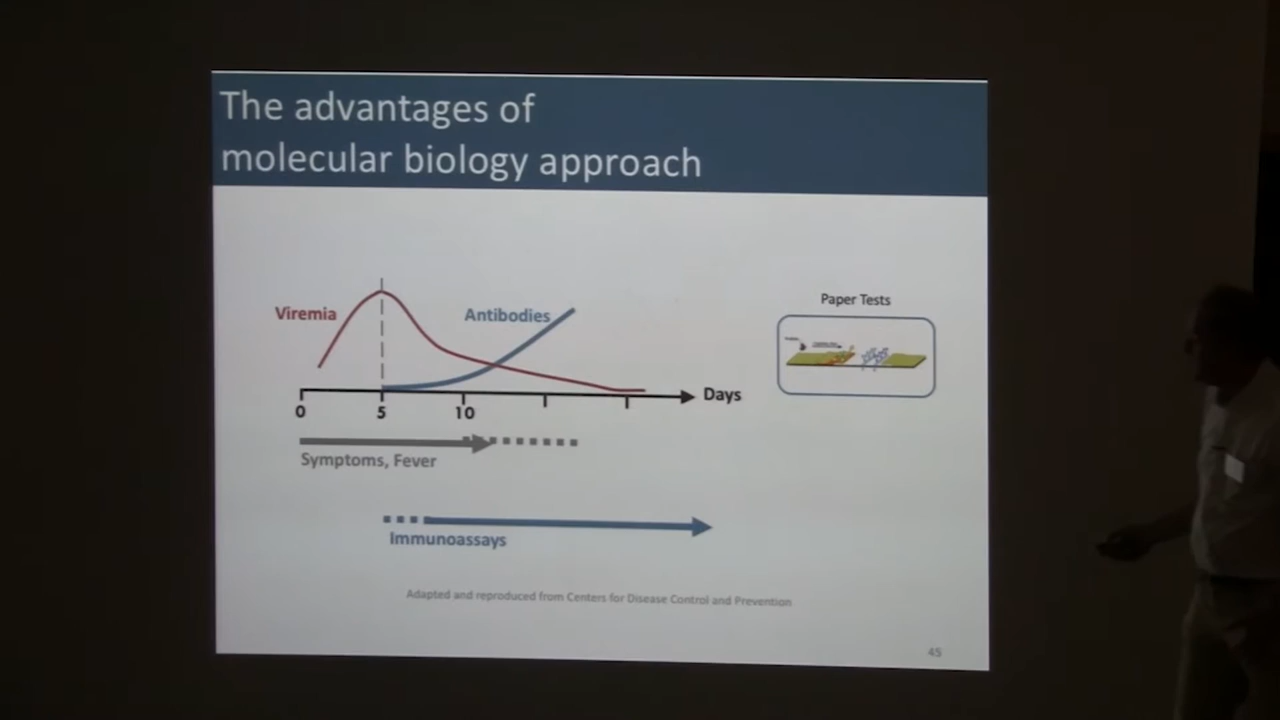 The advantages of
molecular biology approach
Viremia
Antibodies
Paper Tests
Days
0 5 10
Symptoms, Fever
Immunoassays
Adapted and reproduced from Centers for Disease Control and Prevention
45